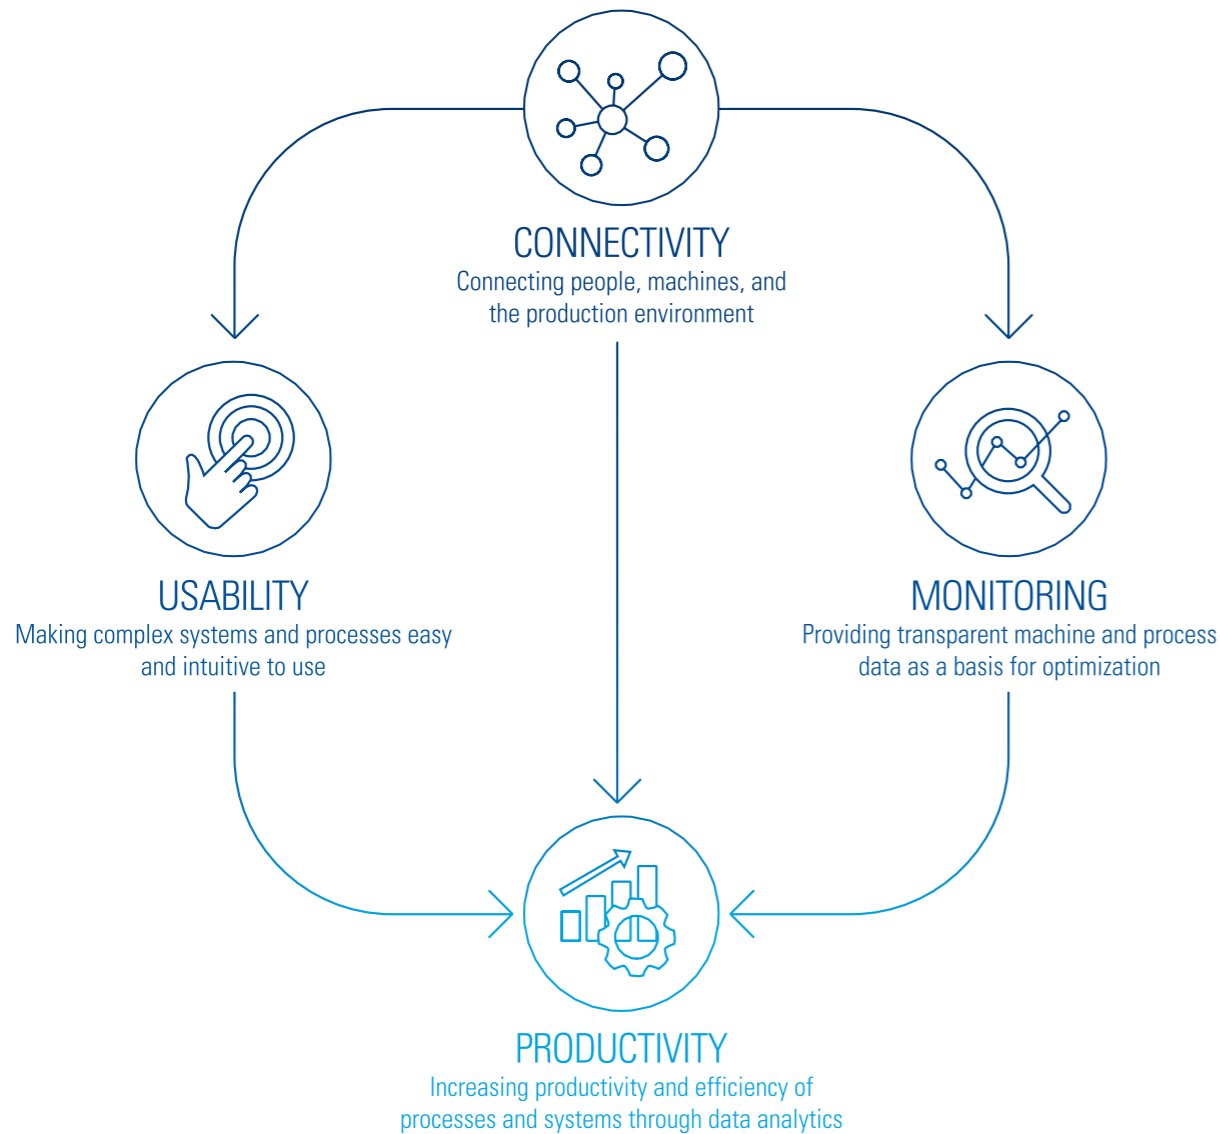 CONNECTIVITY
Connecting people, machines, and
the production environment
USABILITY
Making complex systems and processes easy
and intuitive to use
MONITORING
Providing transparent machine and process
data as a basis for optimization
PRODUCTIVITY
Increasing productivity and efficiency of
processes and systems through data analytics